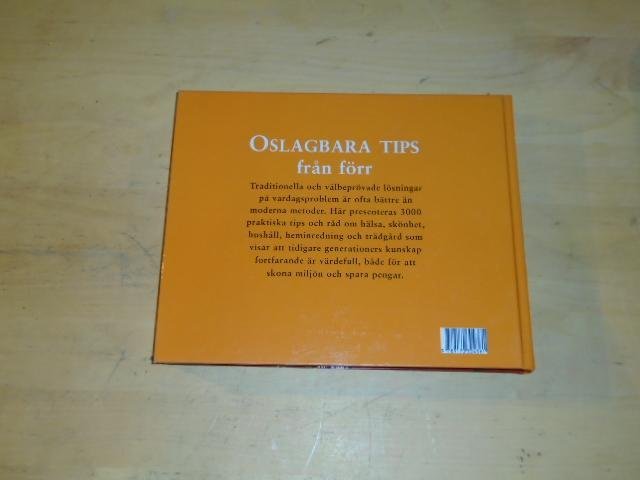 OSLAGBARA TIPS
från förr
Traditionella och välbeprövade lösningar
på vardagsproblem är ofta bättre än
moderna metoder. Här presenteras 3000
praktiska tips och råd om hälsa, skönhet,
hushåll, heminredning och trädgård som
visar att tidigare generationers kunskap
fortfarande är värdefull, både för att
skona miljön och spara pengar.